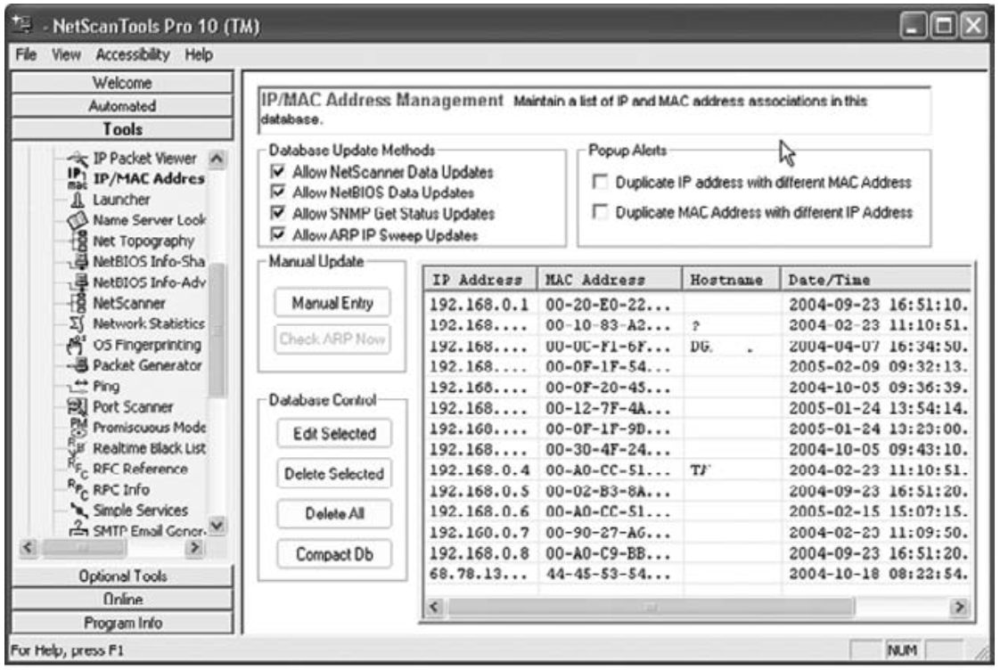 - NetScanTools Pro 10 (TM)
File View Accessibility Help
Welcome
Automated
Tools
IP Packet Viewer
IP/MAC Addres
Launcher
Name Server Look
Net Topography
NetBIOS Info-Sha
NetBIOS Info-Adv
NetScanner
Network Statistics
OS Fingerprinting
Packet Generator
Ping
Port Scanner
Promiscuous Mode
Realtime Black List
RFC Reference
RPC Info
Simple Services
SMTP Email Gener
Optional Tools
Online
Program Info
IP/MAC Address Management Maintain a list of IP and MAC address associations in this
database.
Database Update Methods
Allow NetScanner Data Updates
Allow NetBIOS Data Updates
Allow SNMP Get Status Updates
Allow ARP IP Sweep Updates
Popup Alerts
Duplicate IP address with different MAC Address
Duplicate MAC Address with different IP Address
Manual Update
Manual Entry
Check ARP Now
Database Control
Edit Selected
Delete Selected
Delete All
Compact Db
IP Address MAC Address Hostname Date/Time
192.168.0.1 00-20-E0-22... 2004-09-23 16:51:10.
192.168.... 00-10-83-A2... ? 2004-02-23 11:10:51.
192.168.... 00-0C-F1-6F... DG. 2004-04-07 16:34:50.
192.168.... 00-0F-1F-54... 2005-02-09 09:32:13.
192.168.... 00-0F-20-45... 2004-10-05 09:36:39.
192.168.... 00-12-7F-4A... 2005-01-24 13:54:14.
192.168.... 00-0F-1F-9D... 2005-01-24 13:23:00.
192.168.... 00-30-4F-24... 2004-10-05 09:43:10.
192.168.0.4 00-A0-CC-51... 2004-02-23 11:10:51.
192.168.0.5 00-02-B3-8A... 2004-09-23 16:51:20.
192.168.0.6 00-A0-CC-51... 2005-02-15 15:07:15.
192.168.0.7 00-90-27-A6... 2004-02-23 11:09:50.
192.168.0.8 00-A0-C9-BB... 2004-09-23 16:51:20.
68.78.13... 44-45-53-54... 2004-10-18 08:22:54.
For Help, press F1
NUM